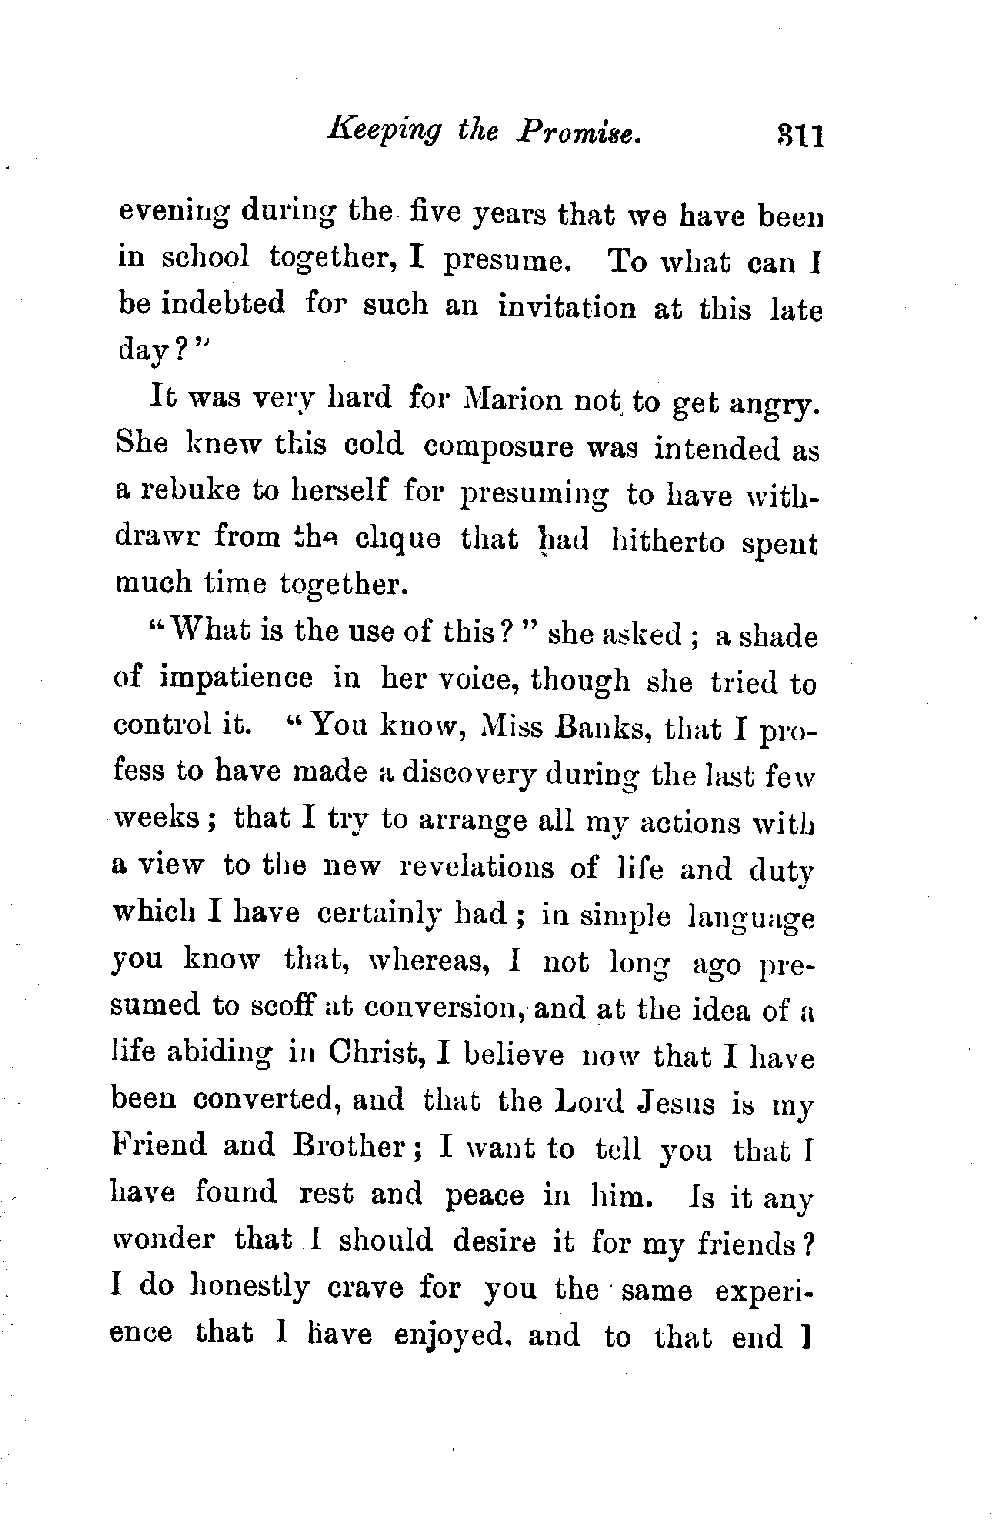 Keeping the Promise. 311
evening during the five years that we have been
in school together, I presume. To what can I
be indebted for such an invitation at this late
day?"
It was very hard for Marion not to get angry.
She knew this cold composure was intended as
a rebuke to herself for presuming to have with-
drawn from the clique that had hitherto spent
much time together.
"What is the use of this?" she asked; a shade
of impatience in her voice, though she tried to
control it. "You know, Miss Banks, that I pro-
fess to have made a discovery during the last few
weeks; that I try to arrange all my actions with
a view to the new revelations of life and duty
which I have certainly had; in simple language
you know that, whereas, I not long ago pre-
sumed to scoff at conversion, and at the idea of a
life abiding in Christ, I believe now that I have
been converted, and that the Lord Jesus is my
Friend and Brother; I want to tell you that I
have found rest and peace in him. Is it any
wonder that I should desire it for my friends?
I do honestly crave for you the same experi-
ence that I have enjoyed, and to that end I